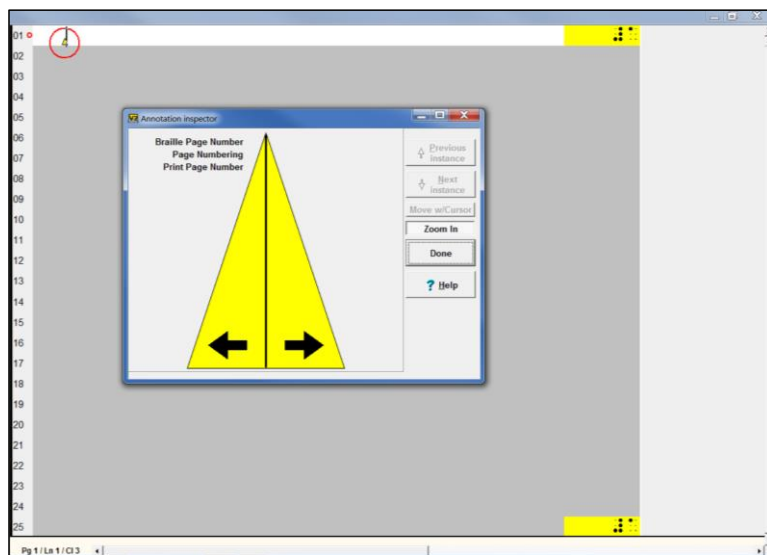 01
02
03
04
05
06
07
08
09
10
11
12
13
14
15
16
17
18
19
20
21
22
23
24
25
Annotation inspector
Braille Page Number
Page Numbering
Print Page Number
Previous
instance
Next
instance
Move w/Cursor
Zoom In
Done
? Help
Pg 1 / Ln 1 / Cl 3